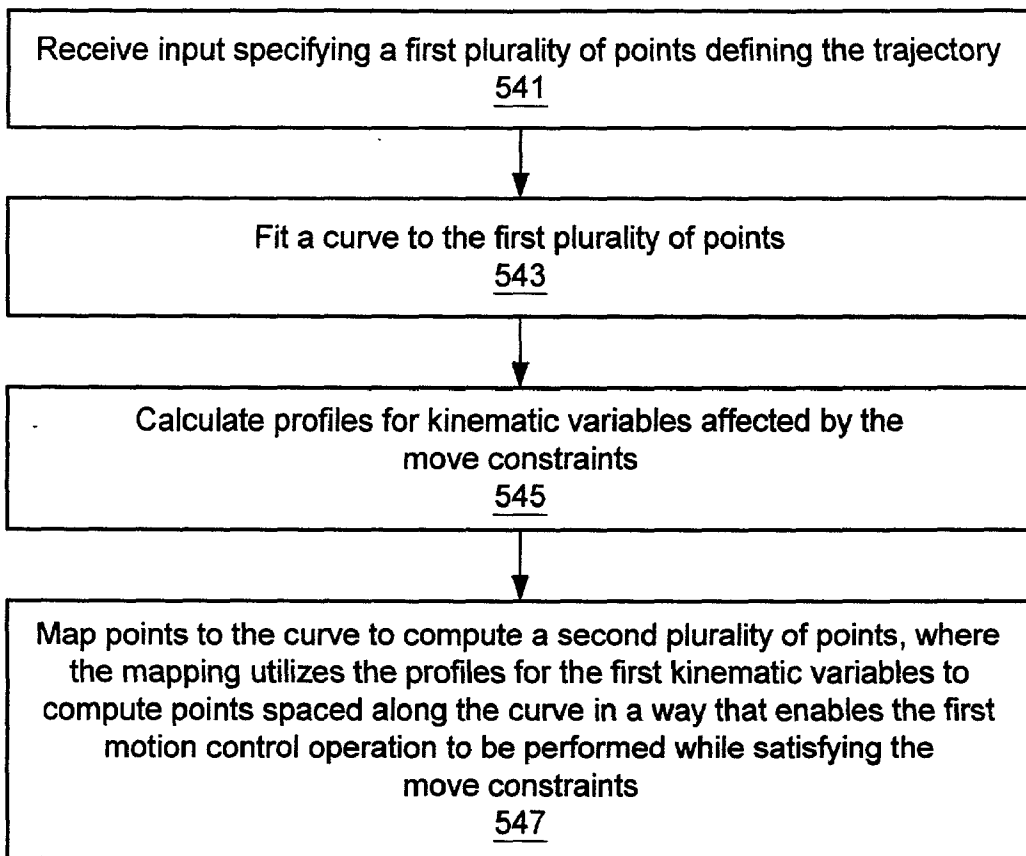 Receive input specifying a first plurality of points defining the trajectory
541
Fit a curve to the first plurality of points
543
Calculate profiles for kinematic variables affected by the
move constraints
545
Map points to the curve to compute a second plurality of points, where
the mapping utilizes the profiles for the first kinematic variables to
compute points spaced along the curve in a way that enables the first
motion control operation to be performed while satisfying the
move constraints
547